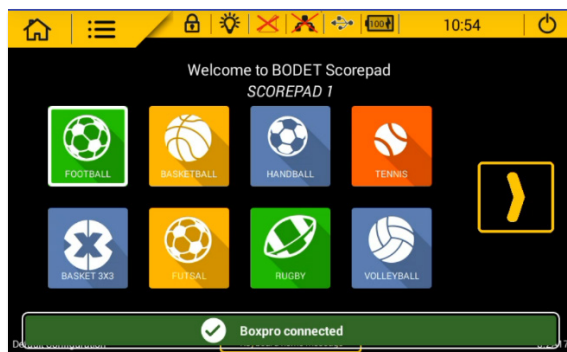 100
10:54
Welcome to BODET Scorepad
SCOREPAD 1
FOOTBALL
BASKETBALL
HANDBALL
TENNIS
BASKET 3X3
FUTSAL
RUGBY
VOLLEYBALL
Boxpro connected